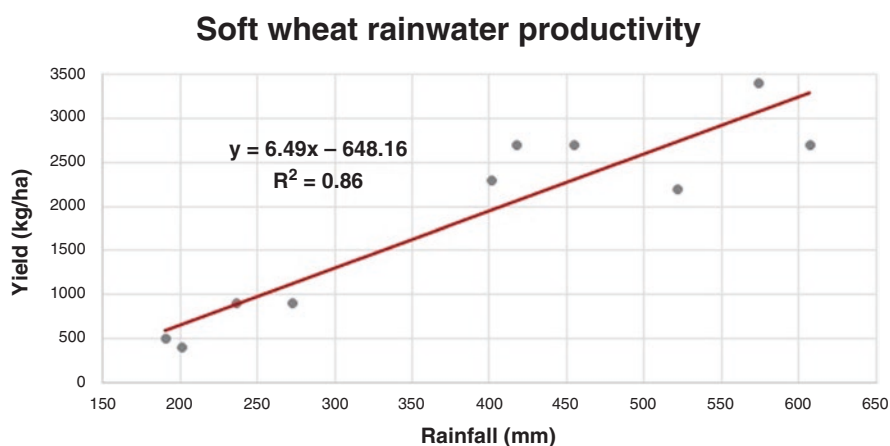 Soft wheat rainwater productivity
3500
3000
2500
2000
1500
1000
500
0
Yield (kg/ha)
y = 6.49x – 648.16
R² = 0.86
150 200 250 300 350 400 450 500 550 600 650
Rainfall (mm)